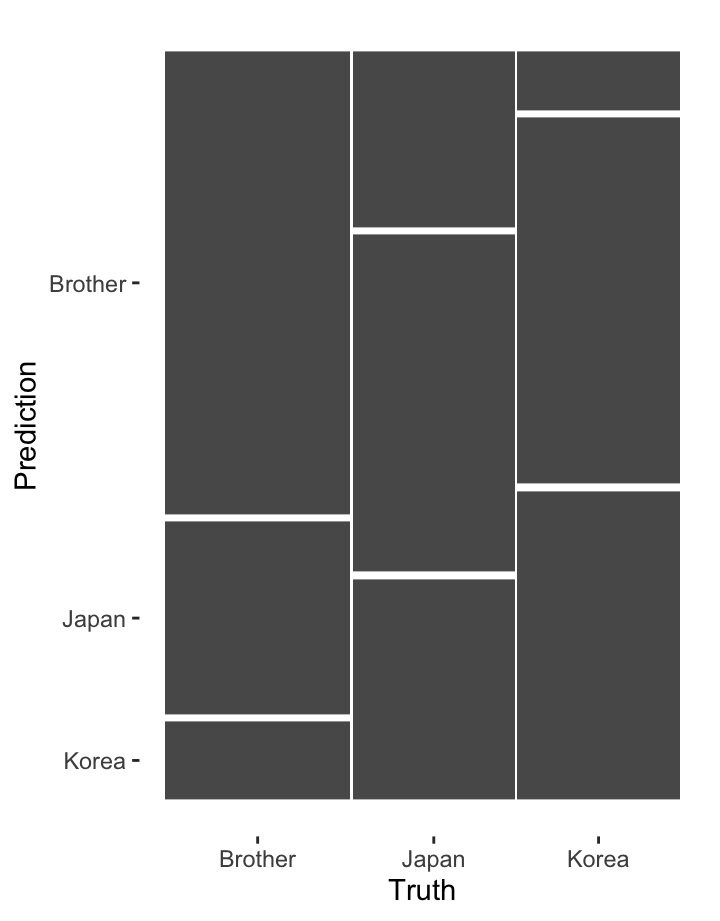 Prediction
Brother
Japan
Korea
Brother Japan Korea
Truth